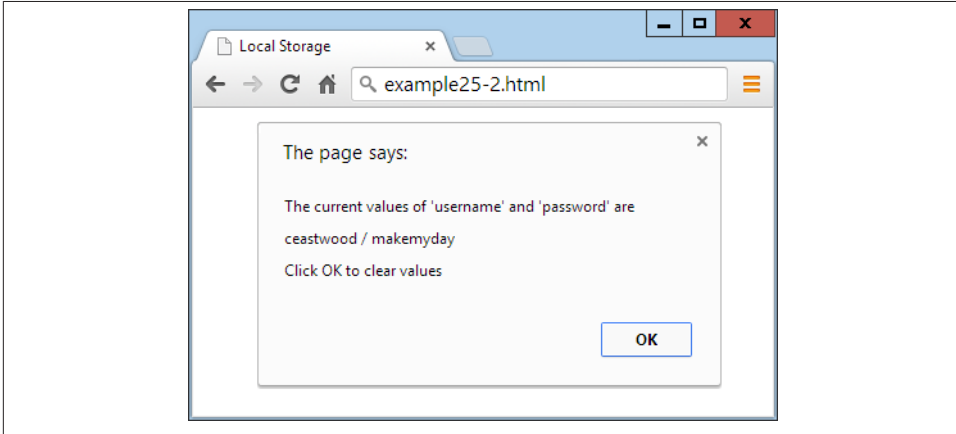 Local Storage
example25-2.html
The page says:
The current values of 'username' and 'password' are
ceastwood / makemyday
Click OK to clear values
OK